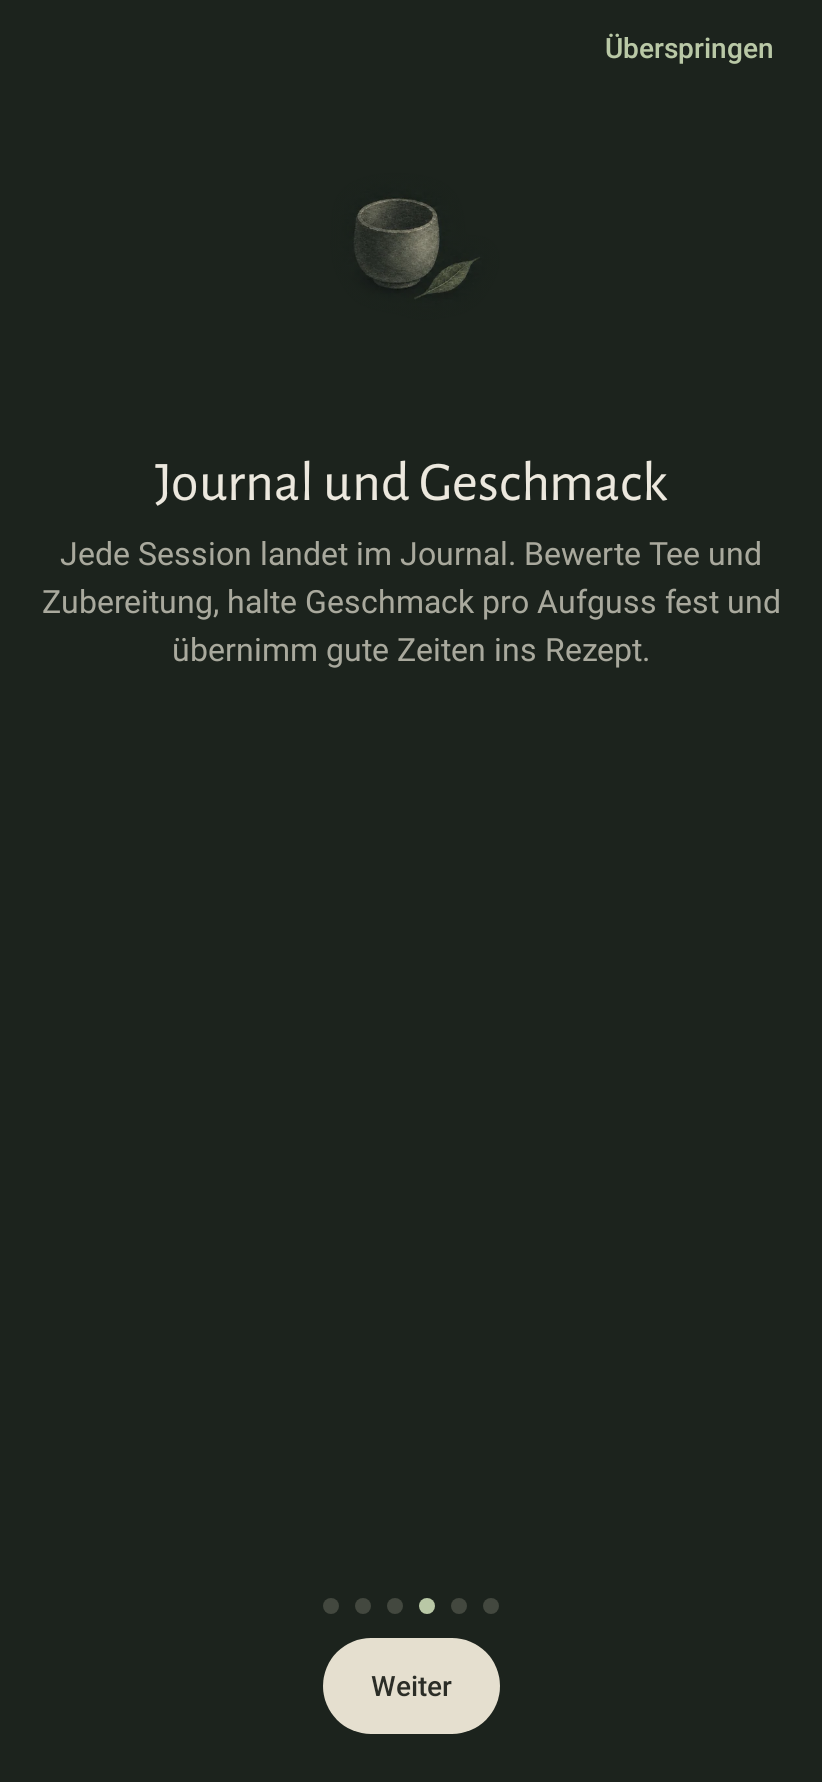 Überspringen
Journal und Geschmack
Jede Session landet im Journal. Bewerte Tee und
Zubereitung, halte Geschmack pro Aufguss fest und
übernimm gute Zeiten ins Rezept.
Weiter